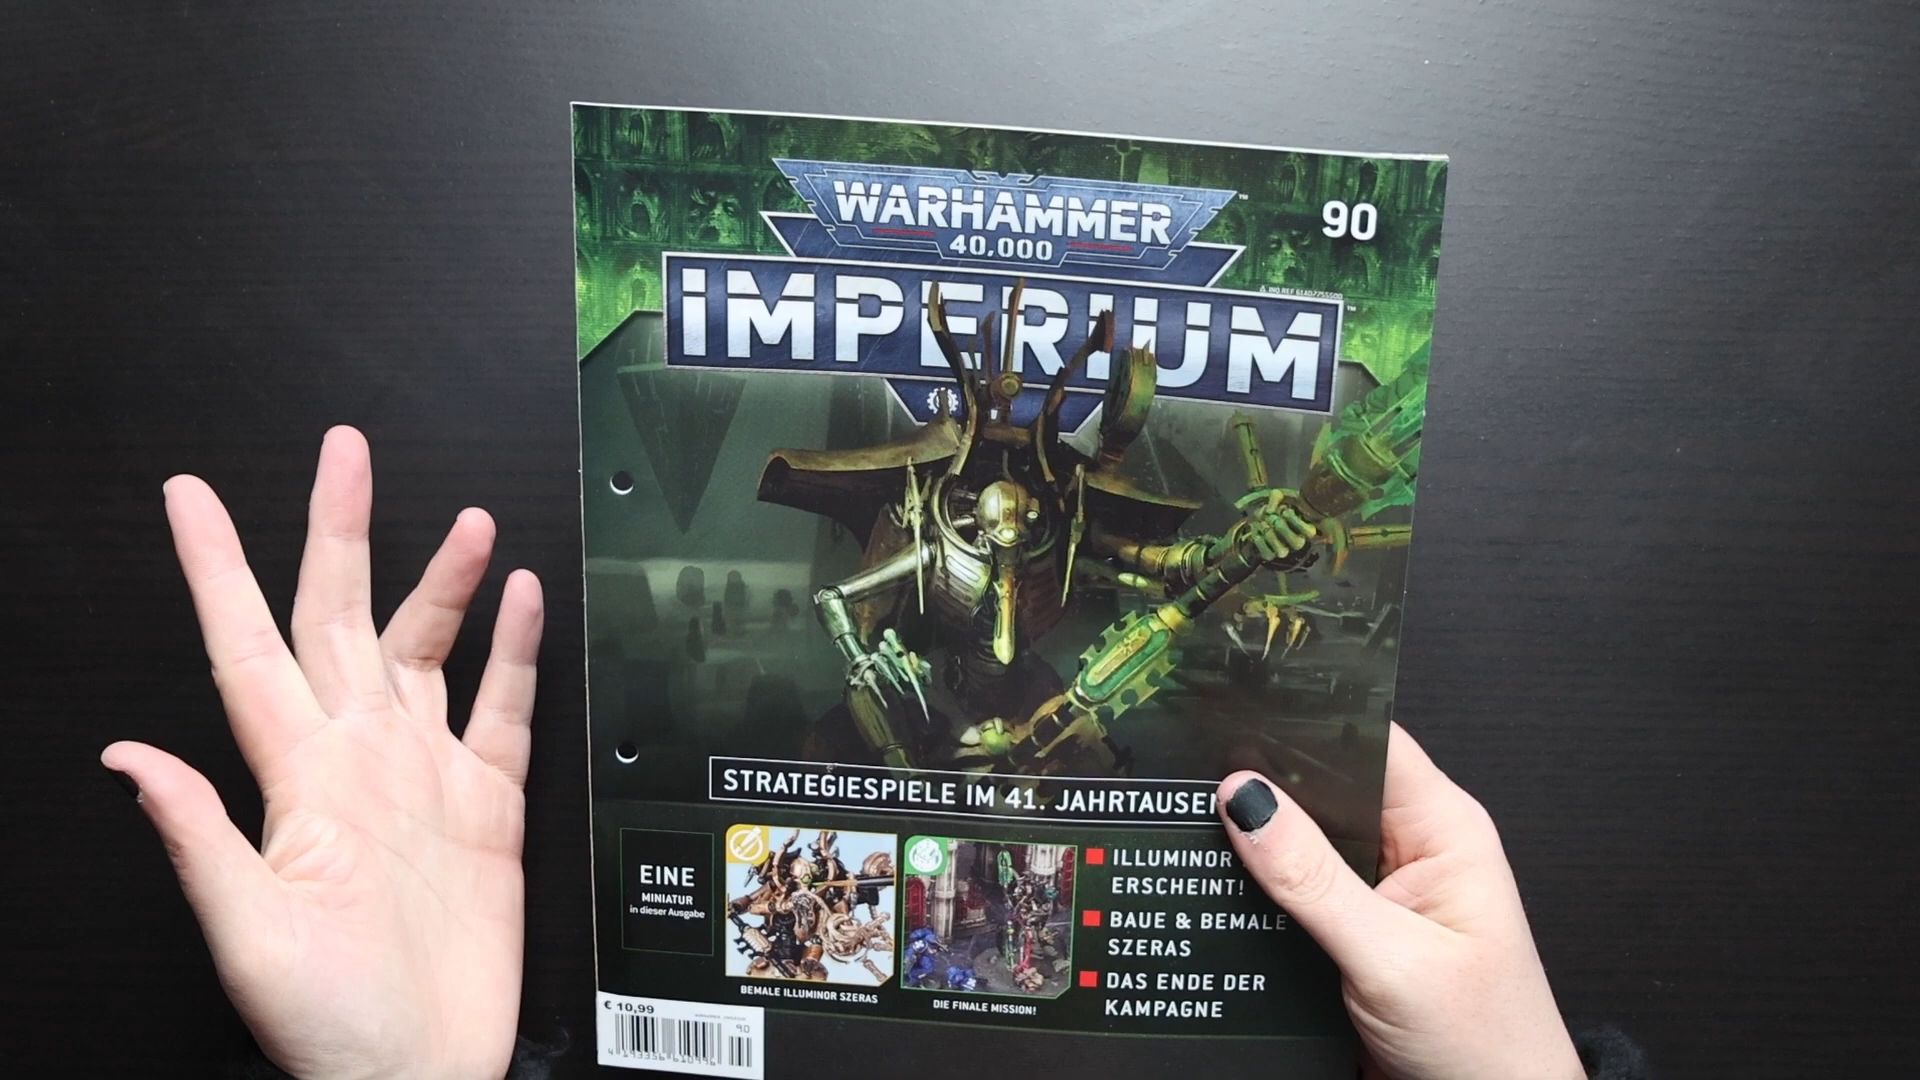 WARHAMMER
40,000
90
IMPERIUM
STRATEGIESPIELE IM 41. JAHRTAUSEN
EINE
MINIATUR
in dieser Ausgabe
BEMALE ILLUMINOR SZERAS
DIE FINALE MISSION!
ILLUMINOR
ERSCHEINT!
BAUE & BEMALE
SZERAS
DAS ENDE DER
KAMPAGNE
€ 10,99
90